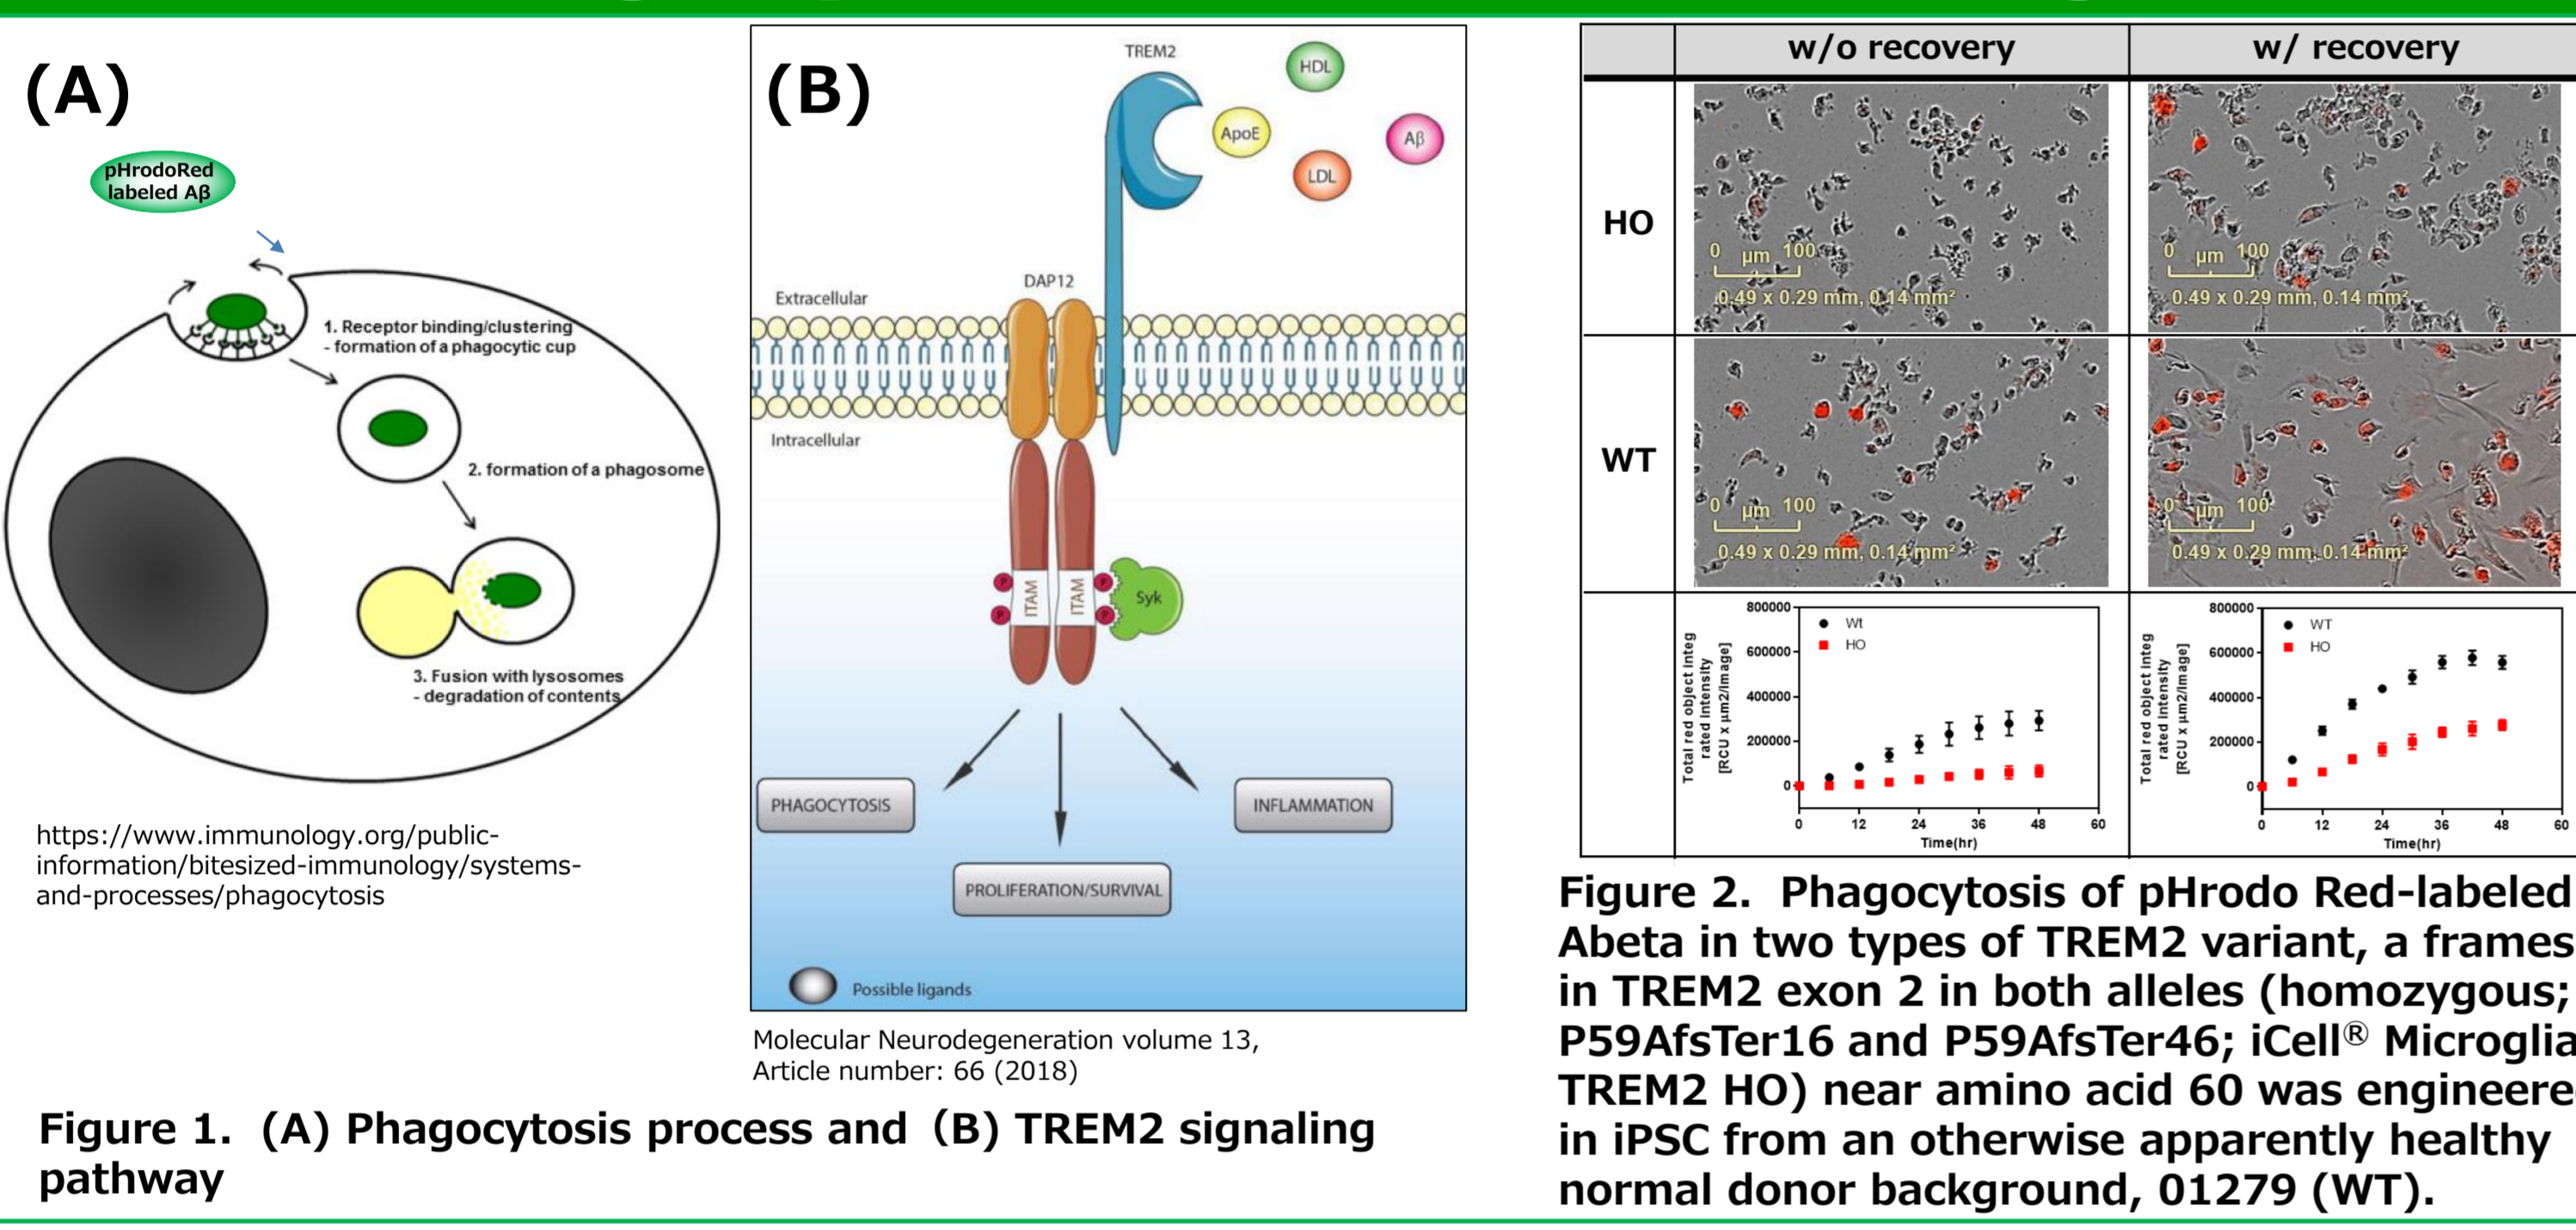 (A)
pHrodoRed
labeled Aβ
1. Receptor binding/clustering
- formation of a phagocytic cup
2. formation of a phagosome
3. Fusion with lysosomes
- degradation of contents
https://www.immunology.org/public-
information/bitesized-immunology/systems-
and-processes/phagocytosis
(B)
TREM2
HDL
ApoE
Aβ
LDL
DAP12
Extracellular
Intracellular
P
P
ITAM
ITAM
P
P
Syk
PHAGOCYTOSIS
INFLAMMATION
PROLIFERATION/SURVIVAL
Possible ligands
Molecular Neurodegeneration volume 13,
Article number: 66 (2018)
Figure 1. (A) Phagocytosis process and (B) TREM2 signaling
pathway
w/o recovery
w/ recovery
HO
0 µm 100
0.49 x 0.29 mm, 0.14 mm²
0 µm 100
0.49 x 0.29 mm, 0.14 mm²
WT
0 µm 100
0.49 x 0.29 mm, 0.14 mm²
0 µm 100
0.49 x 0.29 mm, 0.14 mm²
Total red object integ
rated intensity
[RCU x µm2/image]
800000
600000
400000
200000
0
Wt
HO
0 12 24 36 48 60
Time(hr)
Total red object integ
rated intensity
[RCU x µm2/image]
800000
600000
400000
200000
0
WT
HO
0 12 24 36 48 60
Time(hr)
Figure 2. Phagocytosis of pHrodo Red-labeled
Abeta in two types of TREM2 variant, a frames
in TREM2 exon 2 in both alleles (homozygous;
P59AfsTer16 and P59AfsTer46; iCell® Microglia
TREM2 HO) near amino acid 60 was engineere
in iPSC from an otherwise apparently healthy
normal donor background, 01279 (WT).